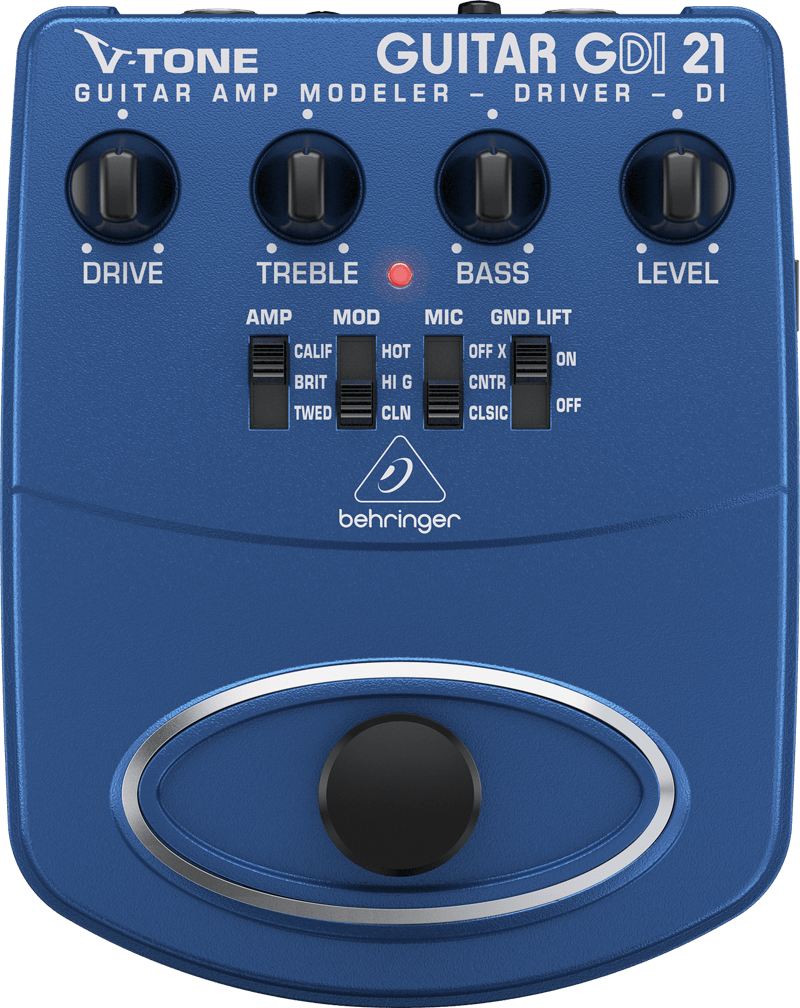 V-TONE GUITAR GDI 21
GUITAR AMP MODELER – DRIVER – DI
DRIVE TREBLE BASS LEVEL
AMP MOD MIC GND LIFT
CALIF HOT OFF X ON
BRIT HI G CNTR
TWED CLN CLSIC OFF
behringer